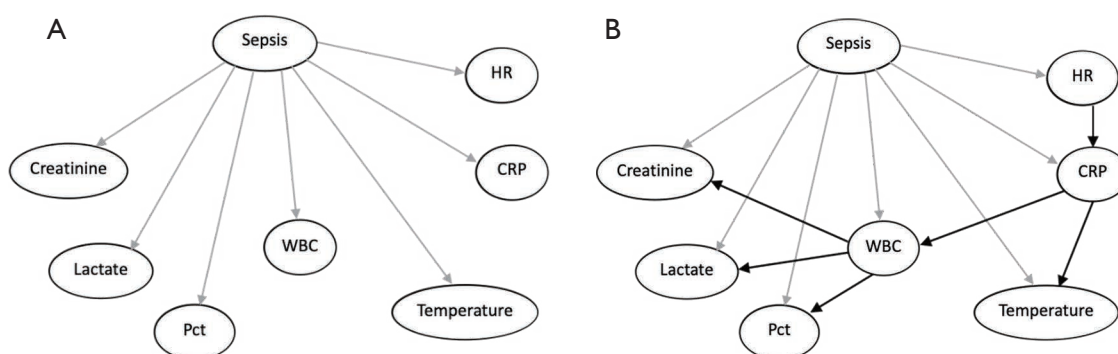 A
Sepsis
HR
Creatinine
CRP
WBC
Lactate
Temperature
Pct
B
Sepsis
HR
Creatinine
CRP
WBC
Lactate
Temperature
Pct